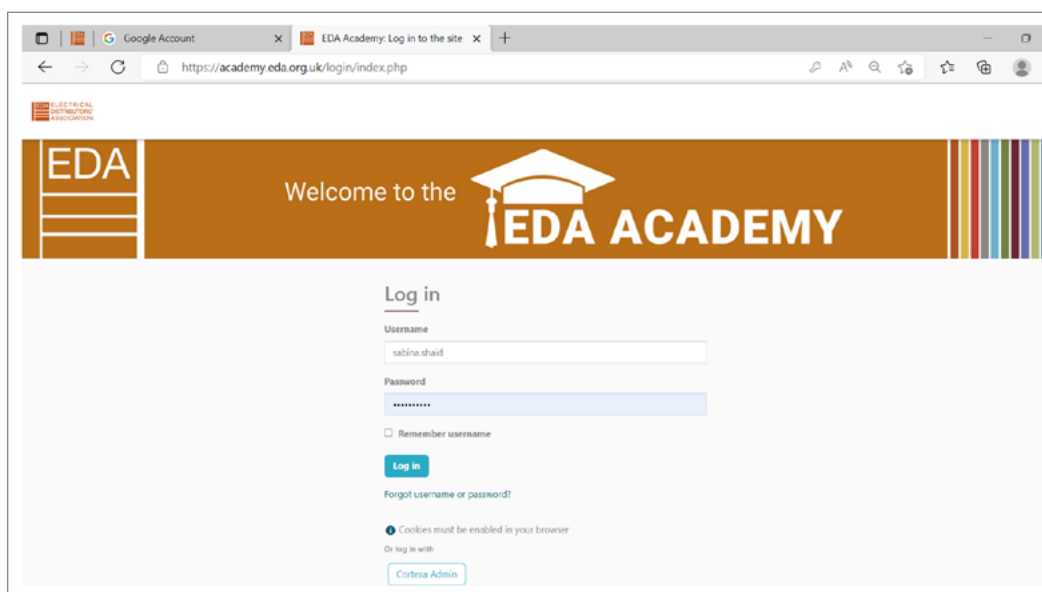 Google Account
EDA Academy: Log in to the site
https://academy.eda.org.uk/login/index.php
EDA ELECTRICAL
DISTRIBUTORS'
ASSOCIATION
EDA
Welcome to the
EDA ACADEMY
Log in
Username
sabina.shaid
Password
••••••••••
Remember username
Log in
Forgot username or password?
Cookies must be enabled in your browser
Or log in with
Cortexa Admin